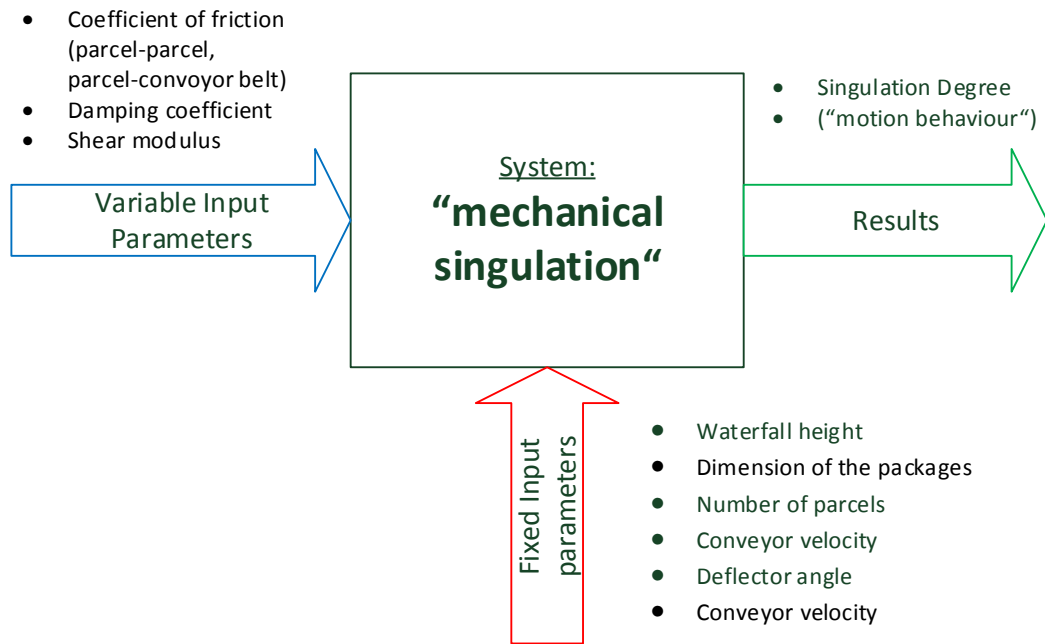 • Coefficient of friction
(parcel-parcel,
parcel-convoyor belt)
• Damping coefficient
• Shear modulus
Variable Input
Parameters
System:
“mechanical
singulation“
• Singulation Degree
• (“motion behaviour“)
Results
Fixed Input
parameters
• Waterfall height
• Dimension of the packages
• Number of parcels
• Conveyor velocity
• Deflector angle
• Conveyor velocity